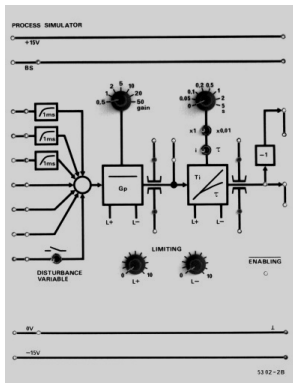 PROCESS SIMULATOR
+15V
BS
0,5 1 2 5 10 20 50
gain
0,05 0,1 0,2 0,5 1 2 5
s
1ms
1ms
1ms
x1 x0,01
i τ
Gp
Ti
τ
-1
L+ L-
L+ L-
LIMITING
0 10
L+
0 10
L-
ENABLING
DISTURBANCE
VARIABLE
0V ⊥
-15V
5302-2B